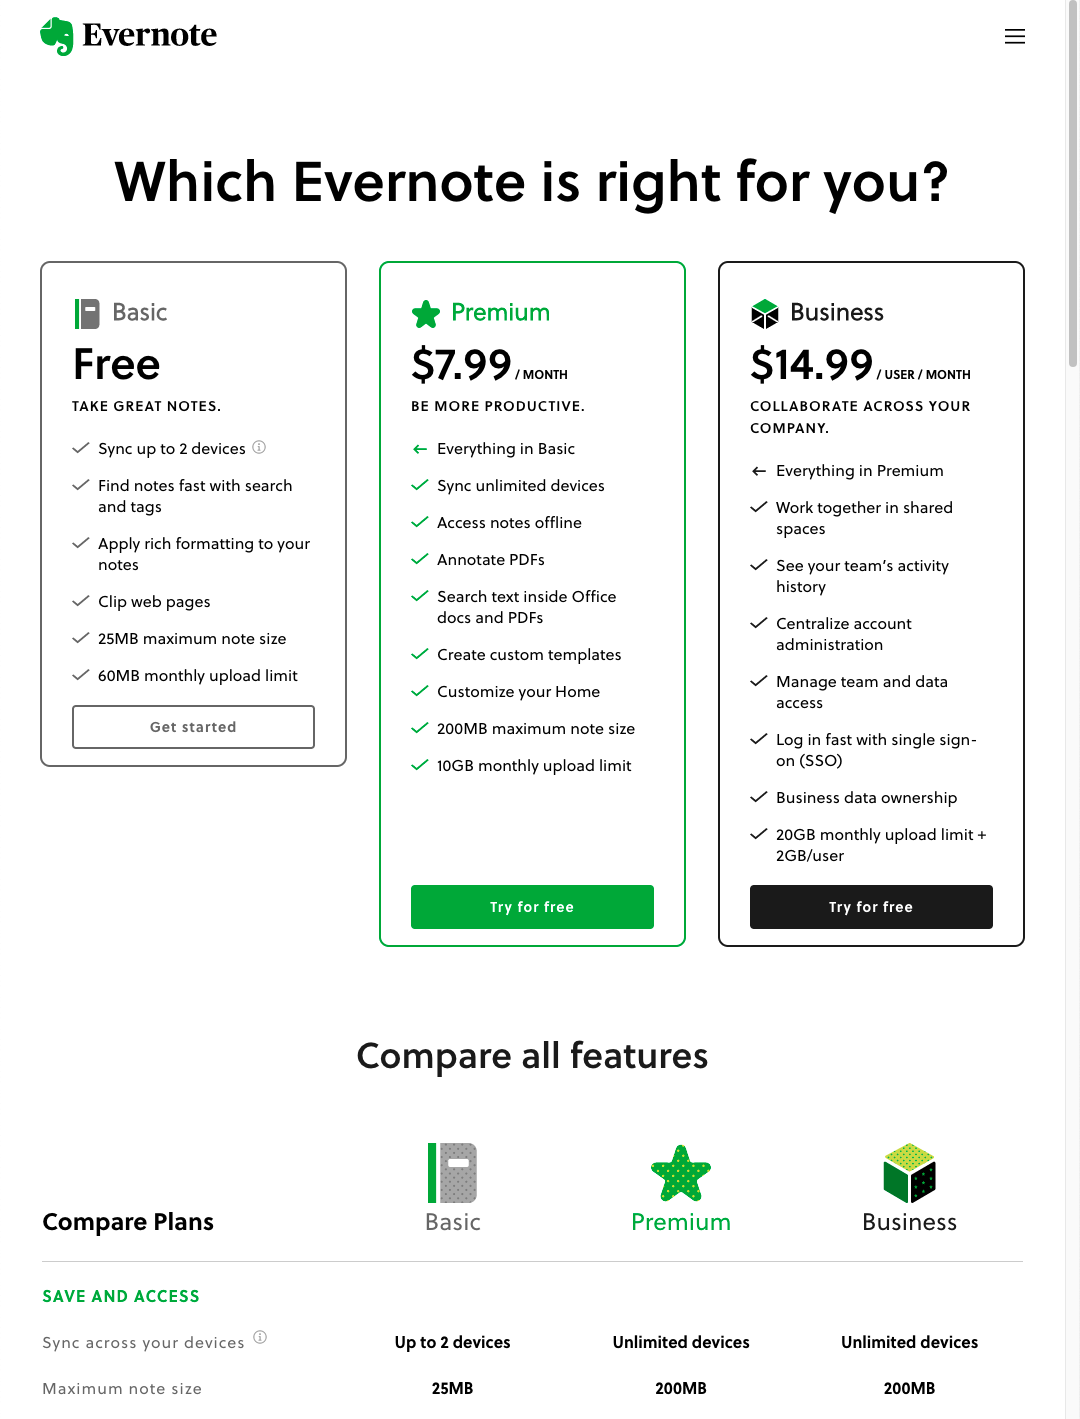 Evernote
Which Evernote is right for you?
Basic
Free
TAKE GREAT NOTES.
Sync up to 2 devices
Find notes fast with search
and tags
Apply rich formatting to your
notes
Clip web pages
25MB maximum note size
60MB monthly upload limit
Get started
Premium
$7.99 / MONTH
BE MORE PRODUCTIVE.
Everything in Basic
Sync unlimited devices
Access notes offline
Annotate PDFs
Search text inside Office
docs and PDFs
Create custom templates
Customize your Home
200MB maximum note size
10GB monthly upload limit
Try for free
Business
$14.99 / USER / MONTH
COLLABORATE ACROSS YOUR
COMPANY.
Everything in Premium
Work together in shared
spaces
See your team’s activity
history
Centralize account
administration
Manage team and data
access
Log in fast with single sign-
on (SSO)
Business data ownership
20GB monthly upload limit +
2GB/user
Try for free
Compare all features
Compare Plans Basic Premium Business
SAVE AND ACCESS
Sync across your devices Up to 2 devices Unlimited devices Unlimited devices
Maximum note size 25MB 200MB 200MB